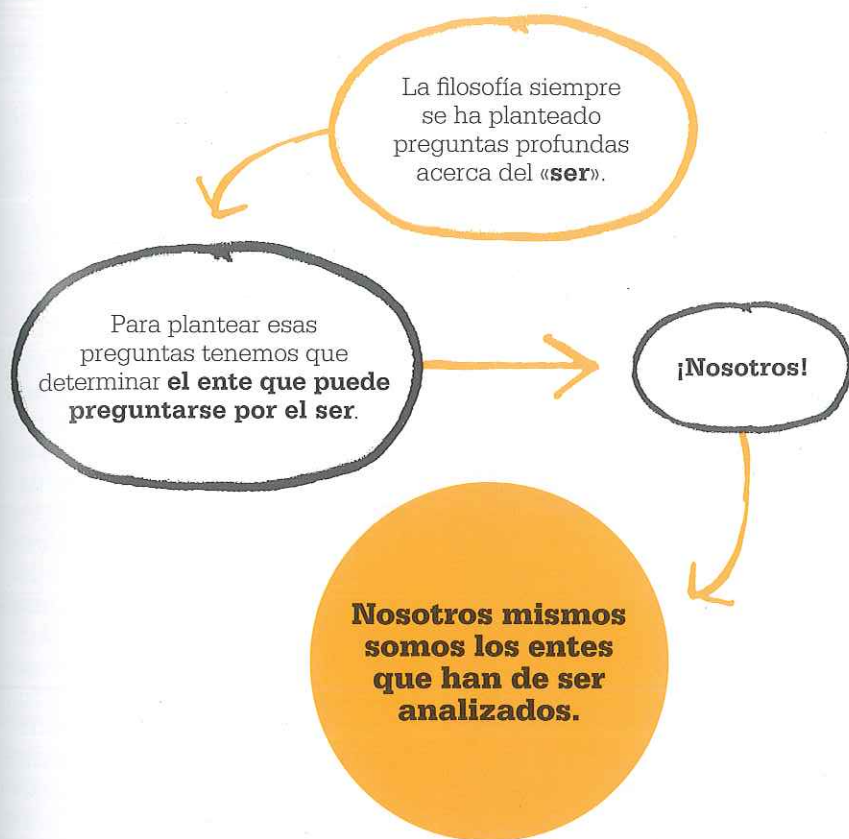 La filosofía siempre
se ha planteado
preguntas profundas
acerca del «ser».
Para plantear esas
preguntas tenemos que
determinar el ente que puede
preguntarse por el ser.
¡Nosotros!
Nosotros mismos
somos los entes
que han de ser
analizados.